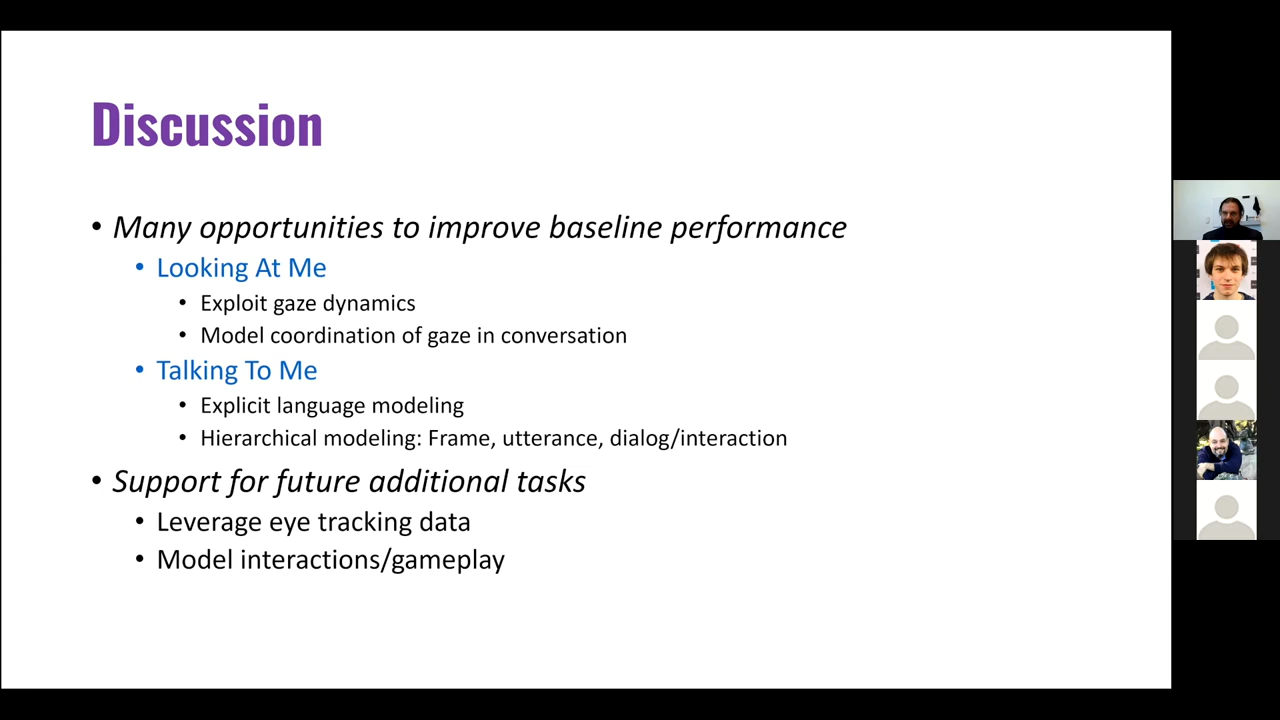 Discussion
• Many opportunities to improve baseline performance
• Looking At Me
• Exploit gaze dynamics
• Model coordination of gaze in conversation
• Talking To Me
• Explicit language modeling
• Hierarchical modeling: Frame, utterance, dialog/interaction
• Support for future additional tasks
• Leverage eye tracking data
• Model interactions/gameplay